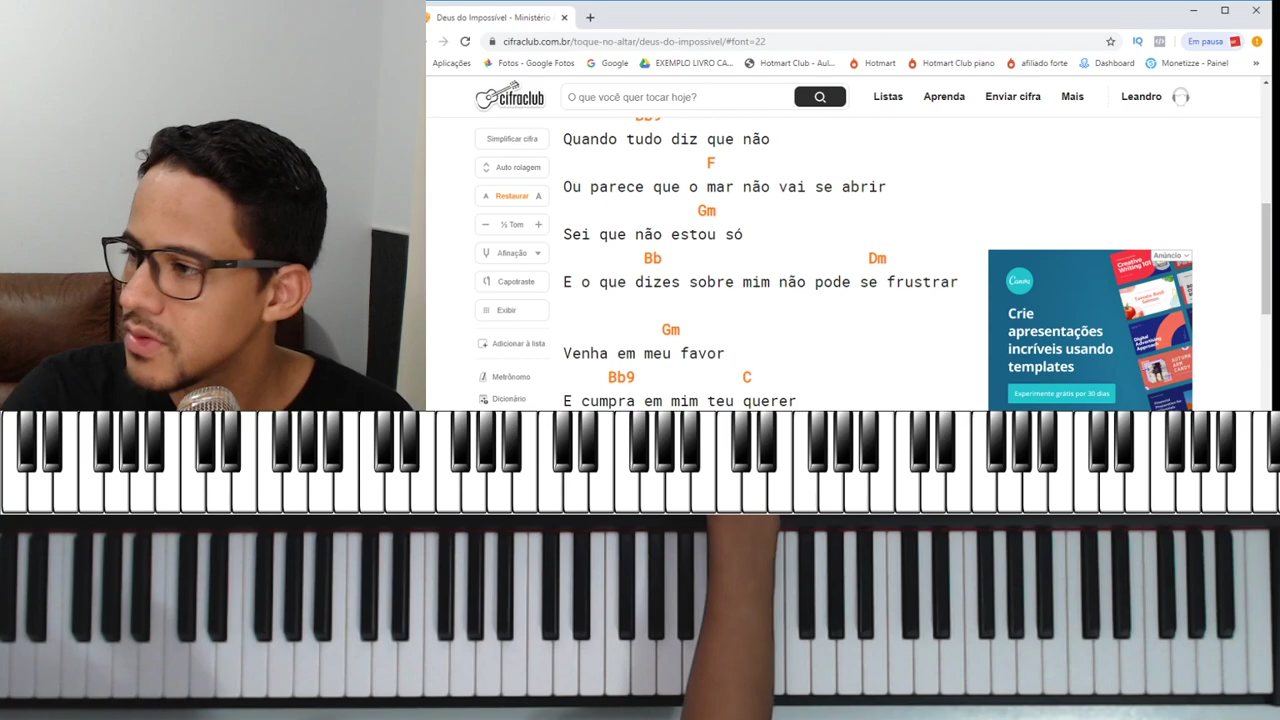 Deus do Impossível - Ministério
cifraclub.com.br/toque-no-altar/deus-do-impossivel/#font=22
IQ
Em pausa
Aplicações
Fotos - Google Fotos
Google
EXEMPLO LIVRO CA...
Hotmart Club - Aul...
Hotmart
Hotmart Club piano
afiliado forte
Dashboard
Monetizze - Painel
cifraclub
O que você quer tocar hoje?
Listas
Aprenda
Enviar cifra
Mais
Leandro
Simplificar cifra
Auto rolagem
A Restaurar A
½ Tom
Afinação
Capotraste
Exibir
Adicionar à lista
Metrônomo
Dicionário
Bb9
Quando tudo diz que não
F
Ou parece que o mar não vai se abrir
Gm
Sei que não estou só
Bb Dm
E o que dizes sobre mim não pode se frustrar
Gm
Venha em meu favor
Bb9 C
E cumpra em mim teu querer
Anúncio
Canva
Crie
apresentações
incríveis usando
templates
Experimente grátis por 30 dias
Creative
Writing 101